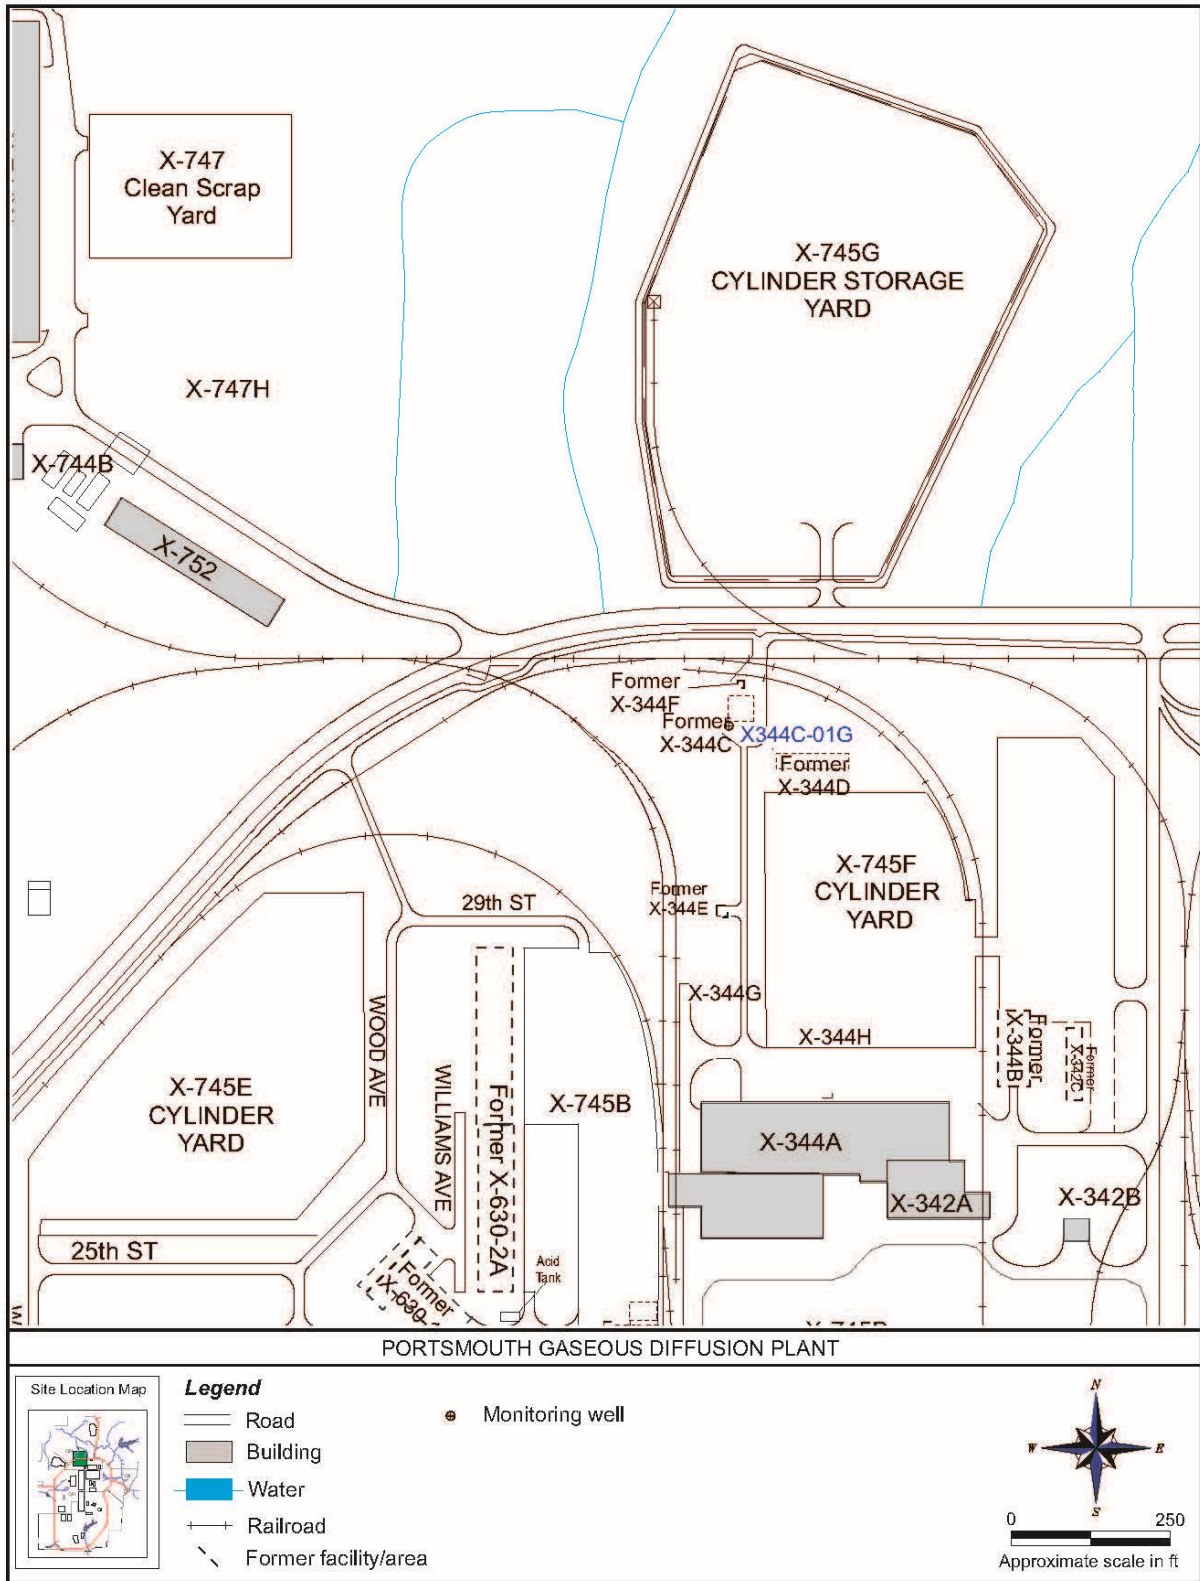 X-747
Clean Scrap
Yard
X-745G
CYLINDER STORAGE
YARD
X-747H
X-744B
X-752
Former
X-344F
Former
X-344C
X344C-01G
Former
X-344D
X-745F
CYLINDER
YARD
Former
X-344E
29th ST
X-344G
X-344H
WOOD AVE
Former
X-344B
Former
X-342C
X-745E
CYLINDER
YARD
WILLIAMS AVE
Former X-630-2A
X-745B
X-344A
X-342A
X-342B
25th ST
Former
X-630-
Acid
Tank
W
PORTSMOUTH GASEOUS DIFFUSION PLANT
Site Location Map
Legend
Road
Building
Water
Railroad
Former facility/area
Monitoring well
N
W
E
S
0
250
Approximate scale in ft